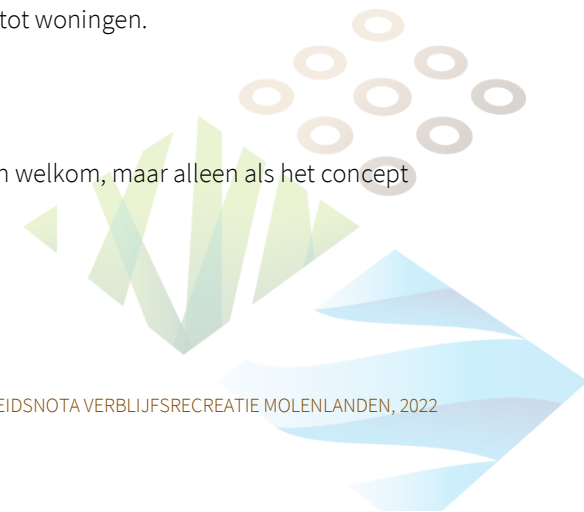 tot woningen.
n welkom, maar alleen als het concept
EIDSNOTA VERBLIJFSRECREATIE MOLENLANDEN, 2022